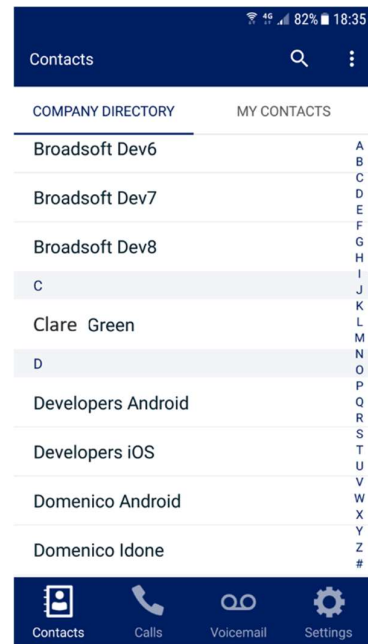 4G 82% 18:35
Contacts
COMPANY DIRECTORY MY CONTACTS
Broadsoft Dev6
Broadsoft Dev7
Broadsoft Dev8
C
Clare Green
D
Developers Android
Developers iOS
Domenico Android
Domenico Idone
A
B
C
D
E
F
G
H
I
J
K
L
M
N
O
P
Q
R
S
T
U
V
W
X
Y
Z
#
Contacts Calls Voicemail Settings